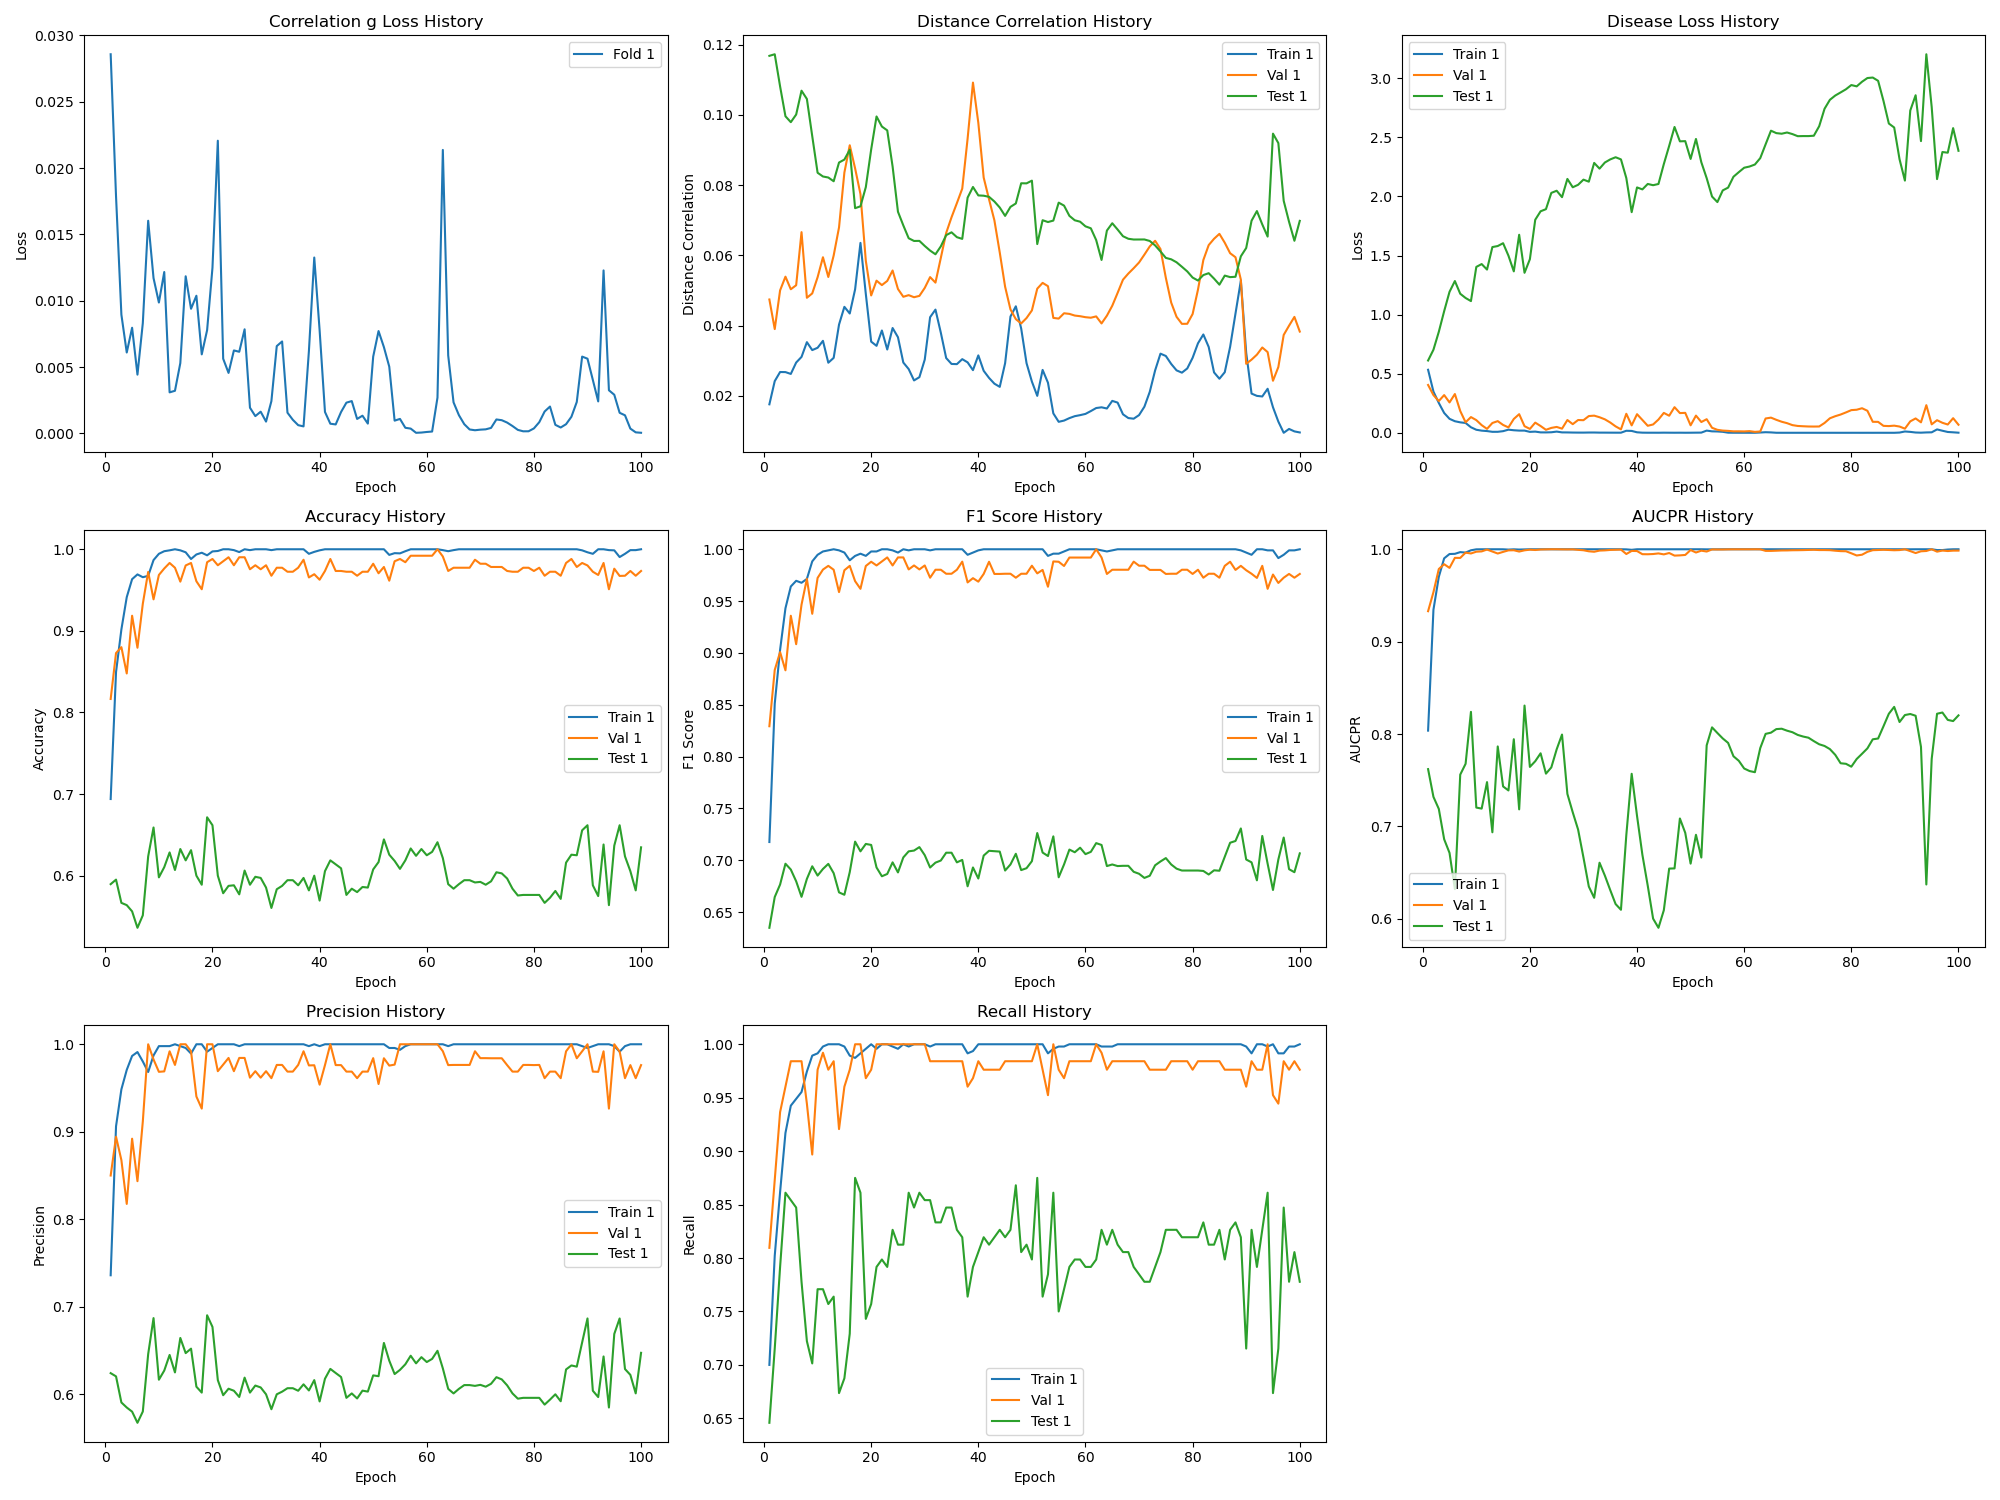 Correlation g Loss History
Loss
0.030
0.025
0.020
0.015
0.010
0.005
0.000
Fold 1
0 20 40 60 80 100
Epoch
Distance Correlation History
Distance Correlation
0.12
0.10
0.08
0.06
0.04
0.02
Train 1
Val 1
Test 1
0 20 40 60 80 100
Epoch
Disease Loss History
Loss
3.0
2.5
2.0
1.5
1.0
0.5
0.0
Train 1
Val 1
Test 1
0 20 40 60 80 100
Epoch
Accuracy History
Accuracy
1.0
0.9
0.8
0.7
0.6
Train 1
Val 1
Test 1
0 20 40 60 80 100
Epoch
F1 Score History
F1 Score
1.00
0.95
0.90
0.85
0.80
0.75
0.70
0.65
Train 1
Val 1
Test 1
0 20 40 60 80 100
Epoch
AUCPR History
AUCPR
1.0
0.9
0.8
0.7
0.6
Train 1
Val 1
Test 1
0 20 40 60 80 100
Epoch
Precision History
Precision
1.0
0.9
0.8
0.7
0.6
Train 1
Val 1
Test 1
0 20 40 60 80 100
Epoch
Recall History
Recall
1.00
0.95
0.90
0.85
0.80
0.75
0.70
0.65
Train 1
Val 1
Test 1
0 20 40 60 80 100
Epoch